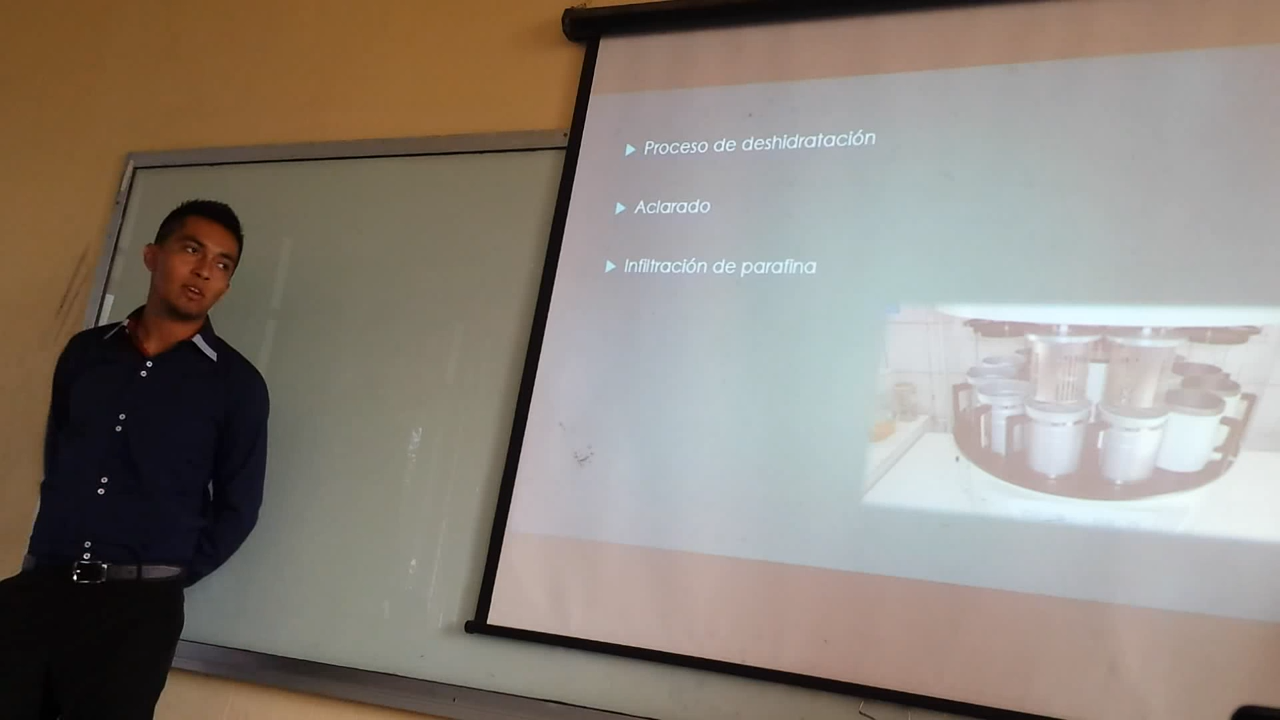 Proceso de deshidratación
Aclarado
Infiltración de parafina